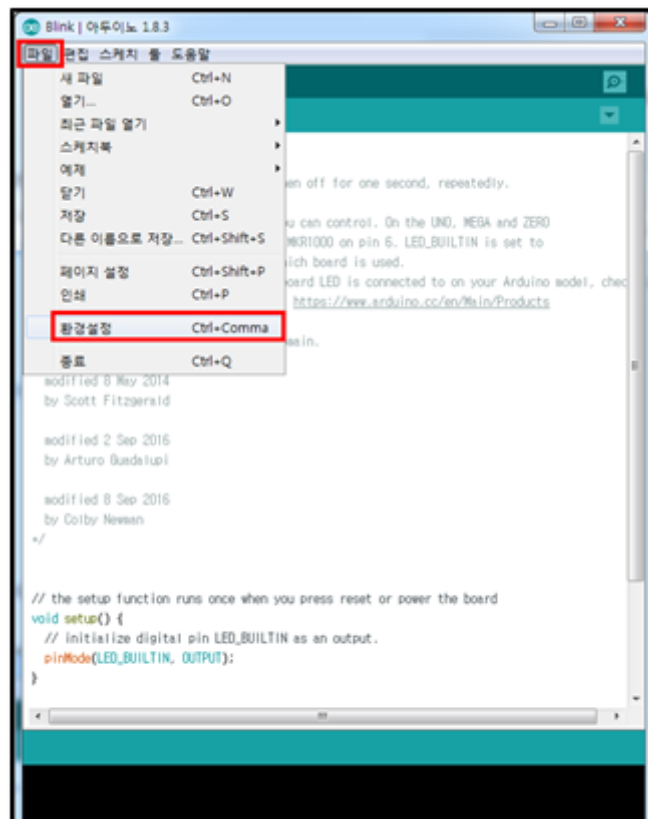 Blink | 아두이노 1.8.3
파일 편집 스케치 툴 도움말
새 파일 Ctrl+N
열기... Ctrl+O
최근 파일 열기
스케치북
예제
닫기 Ctrl+W
저장 Ctrl+S
다른 이름으로 저장... Ctrl+Shift+S
페이지 설정 Ctrl+Shift+P
인쇄 Ctrl+P
환경설정 Ctrl+Comma
종료 Ctrl+Q
en off for one second, repeatedly.
u can control. On the UNO, MEGA and ZERO
MKR1000 on pin 6. LED_BUILTIN is set to
ich board is used.
oard LED is connected to on your Arduino model, chec
https://www.arduino.cc/en/Main/Products
main.
modified 8 May 2014
by Scott Fitzgerald
modified 2 Sep 2016
by Arturo Guadalupi
modified 8 Sep 2016
by Colby Newman
*/
// the setup function runs once when you press reset or power the board
void setup() {
// initialize digital pin LED_BUILTIN as an output.
pinMode(LED_BUILTIN, OUTPUT);
}